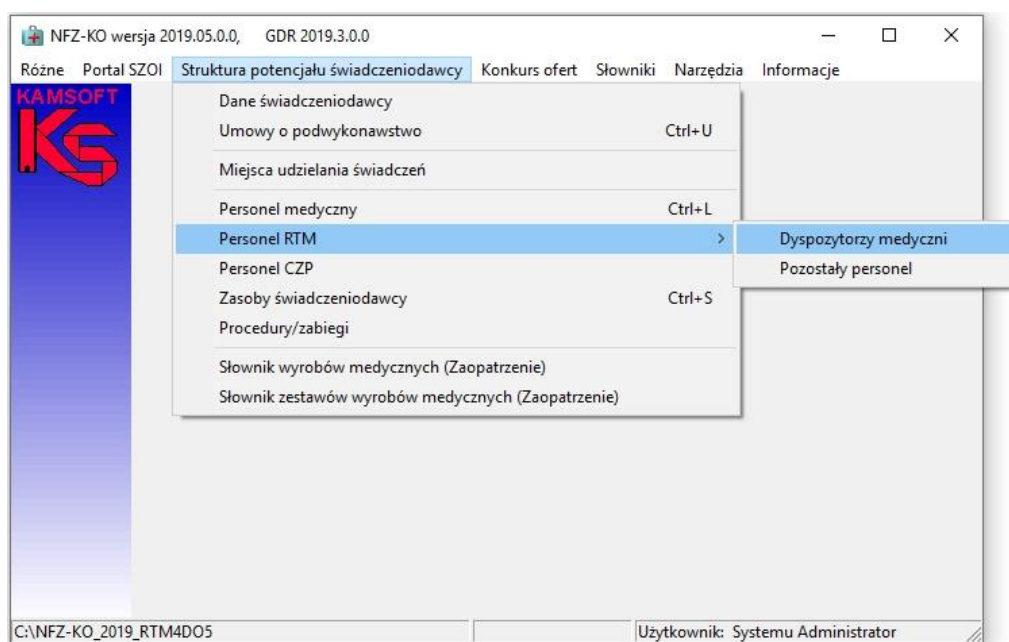 NFZ-KO wersja 2019.05.0.0, GDR 2019.3.0.0
Różne Portal SZOI Struktura potencjału świadczeniodawcy Konkurs ofert Słowniki Narzędzia Informacje
KAMSOFT
KS
Dane świadczeniodawcy
Umowy o podwykonawstwo Ctrl+U
Miejsca udzielania świadczeń
Personel medyczny Ctrl+L
Personel RTM >
Dyspozytorzy medyczni
Personel CZP
Pozostały personel
Zasoby świadczeniodawcy Ctrl+S
Procedury/zabiegi
Słownik wyrobów medycznych (Zaopatrzenie)
Słownik zestawów wyrobów medycznych (Zaopatrzenie)
C:\NFZ-KO_2019_RTM4DO5 Użytkownik: Systemu Administrator